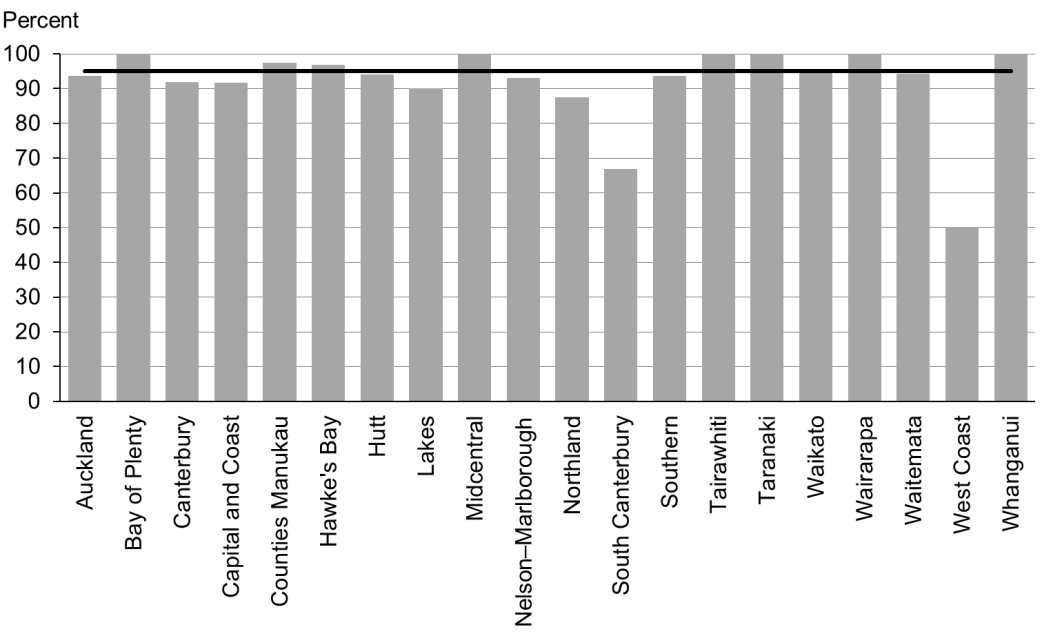 Percent
100
90
80
70
60
50
40
30
20
10
0
Auckland
Bay of Plenty
Canterbury
Capital and Coast
Counties Manukau
Hawke's Bay
Hutt
Lakes
Midcentral
Nelson–Marlborough
Northland
South Canterbury
Southern
Tairawhiti
Taranaki
Waikato
Wairarapa
Waitemata
West Coast
Whanganui